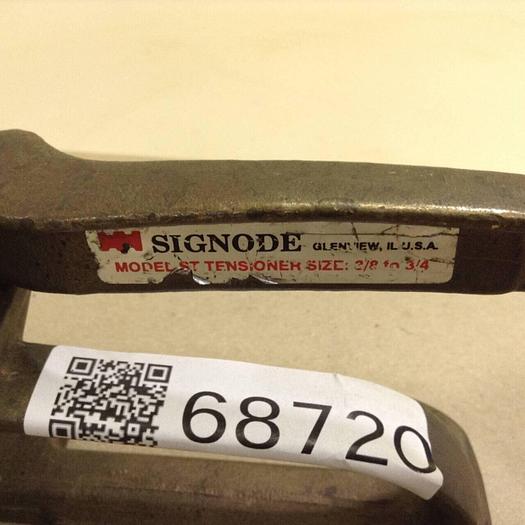 SIGNODE GLENVIEW, IL U.S.A.
MODEL ST TENSIONER SIZE: 3/8 to 3/4
68720